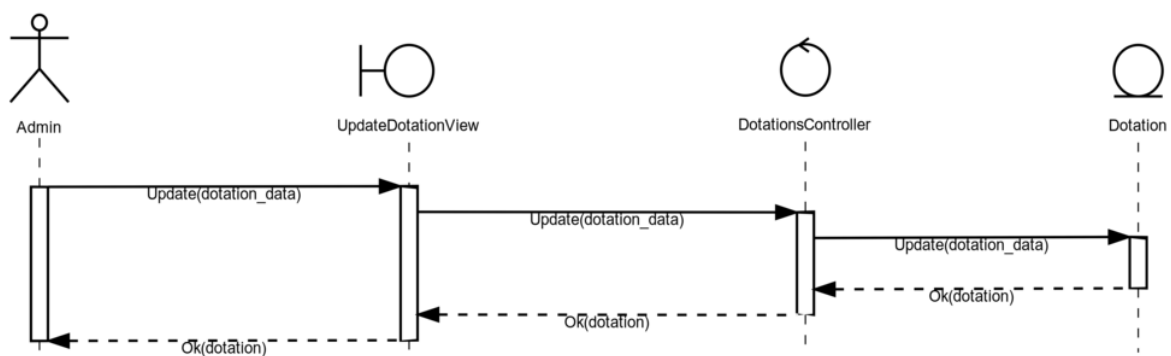 Admin
UpdateDotationView
DotationsController
Dotation
Update(dotation_data)
Update(dotation_data)
Update(dotation_data)
Ok(dotation)
Ok(dotation)
Ok(dotation)